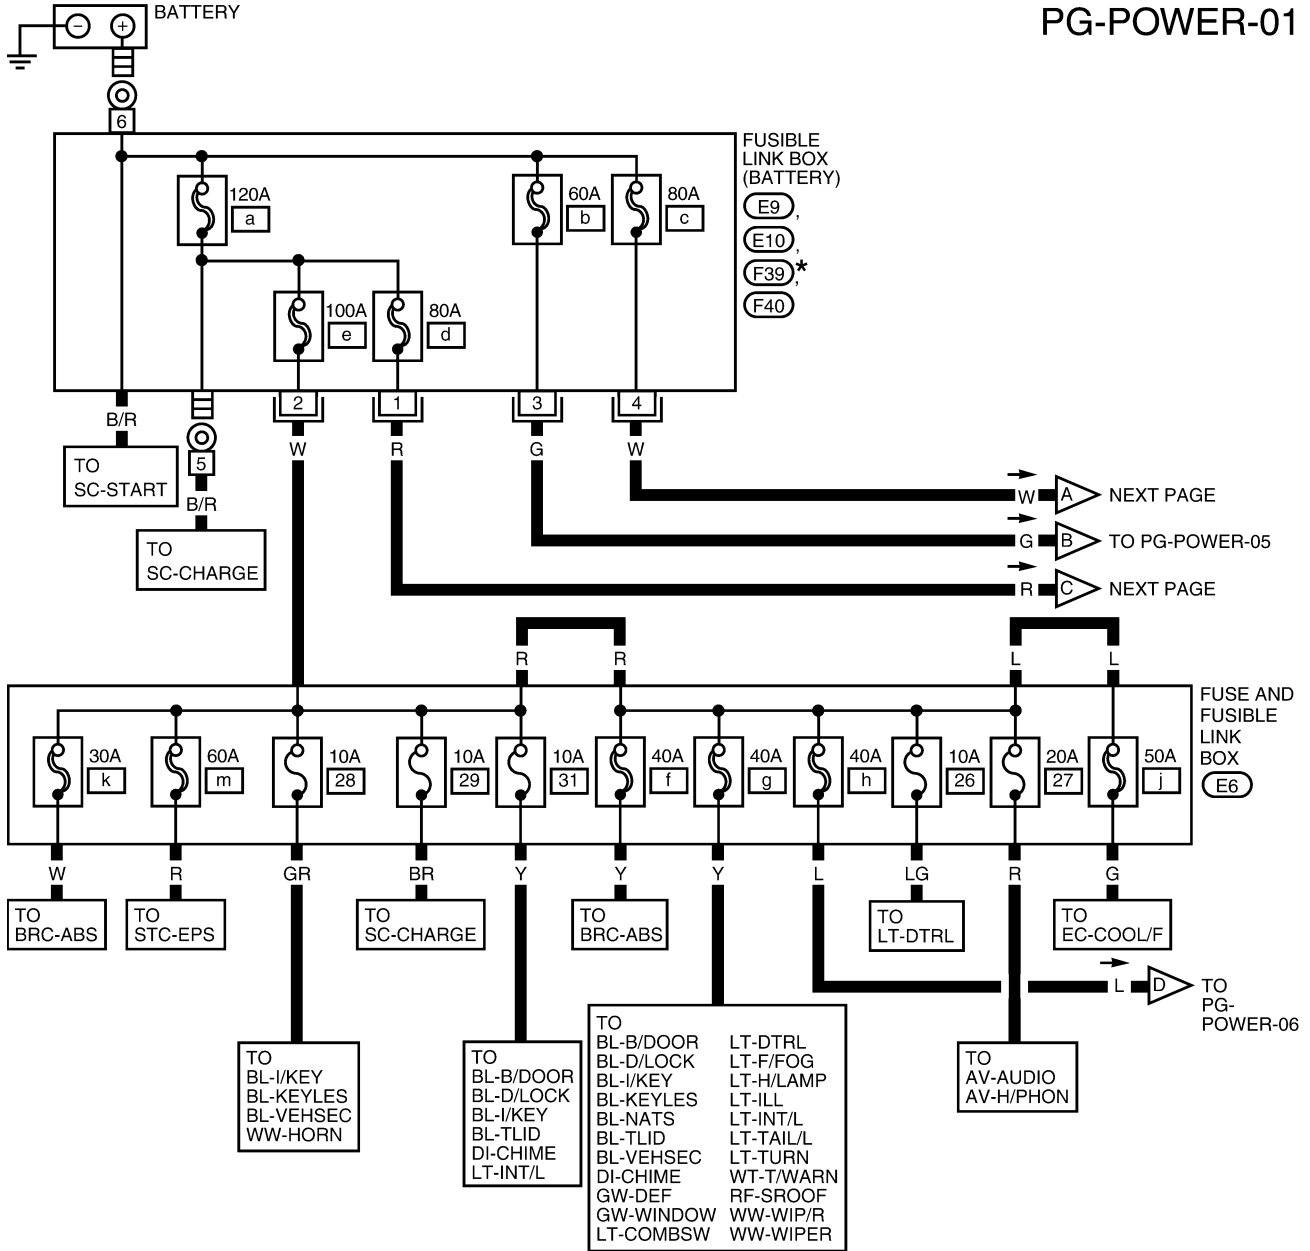 PG-POWER-01
BATTERY
− +
6
FUSIBLE
LINK BOX
(BATTERY)
E9 ,
E10 ,
F39 *,
F40
120A
a
60A
b
80A
c
100A
e
80A
d
2
1
3
4
B/R
TO
SC-START
5
B/R
TO
SC-CHARGE
W
R
G
W
W A NEXT PAGE
G B TO PG-POWER-05
R C NEXT PAGE
R
R
L
L
FUSE AND
FUSIBLE
LINK
BOX
E6
30A
k
60A
m
10A
28
10A
29
10A
31
40A
f
40A
g
40A
h
10A
26
20A
27
50A
j
W
R
GR
BR
Y
Y
Y
L
LG
R
G
TO
BRC-ABS
TO
STC-EPS
TO
SC-CHARGE
TO
BRC-ABS
TO
LT-DTRL
TO
EC-COOL/F
L D TO
PG-
POWER-06
TO
BL-I/KEY
BL-KEYLES
BL-VEHSEC
WW-HORN
TO
BL-B/DOOR
BL-D/LOCK
BL-I/KEY
BL-TLID
DI-CHIME
LT-INT/L
TO
BL-B/DOOR
BL-D/LOCK
BL-I/KEY
BL-KEYLES
BL-NATS
BL-TLID
BL-VEHSEC
DI-CHIME
GW-DEF
GW-WINDOW
LT-COMBSW
LT-DTRL
LT-F/FOG
LT-H/LAMP
LT-ILL
LT-INT/L
LT-TAIL/L
LT-TURN
WT-T/WARN
RF-SROOF
WW-WIP/R
WW-WIPER
TO
AV-AUDIO
AV-H/PHON